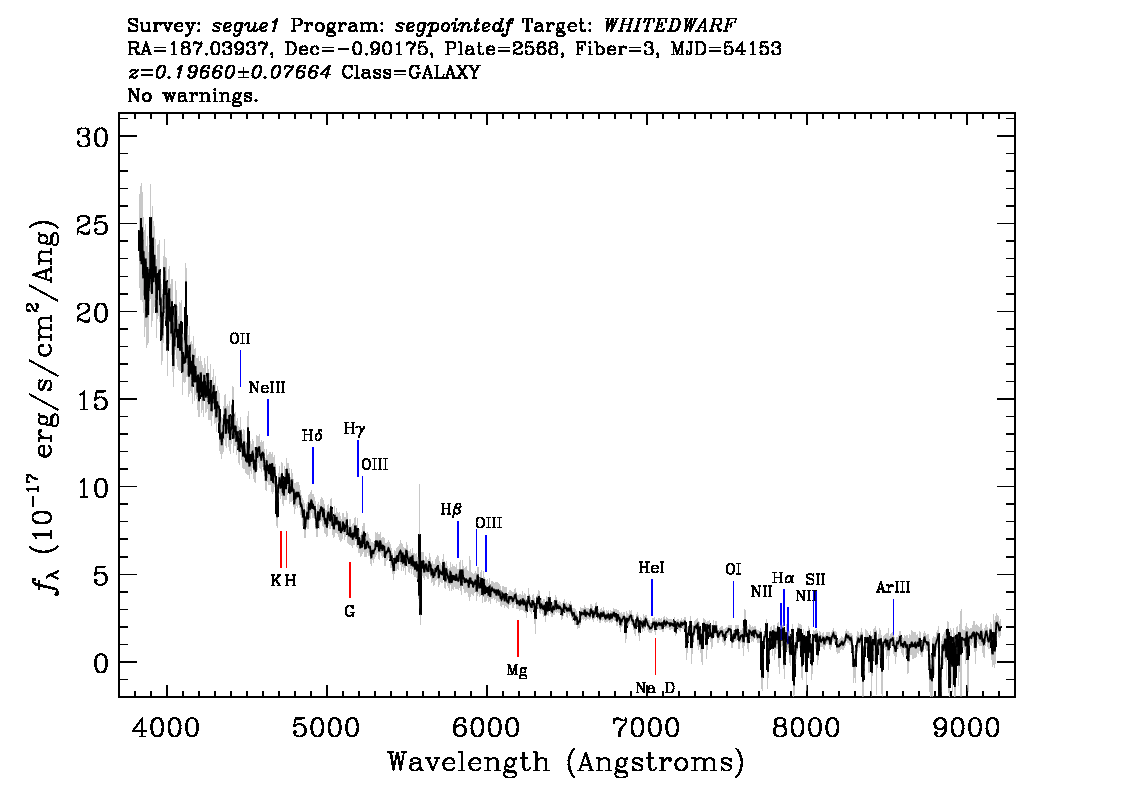 Survey: segue1 Program: segpointedf Target: WHITEDWARF
RA=187.03937, Dec=−0.90175, Plate=2568, Fiber=3, MJD=54153
z=0.19660±0.07664 Class=GALAXY
No warnings.
30
25
20
15
10
5
0
f_λ (10⁻¹⁷ erg/s/cm²/Ang)
OII
NeIII
Hδ
Hγ
OIII
Hβ
OIII
HeI
OI
NII
Hα
NII
SII
ArIII
K H
G
Mg
Na D
4000 5000 6000 7000 8000 9000
Wavelength (Angstroms)